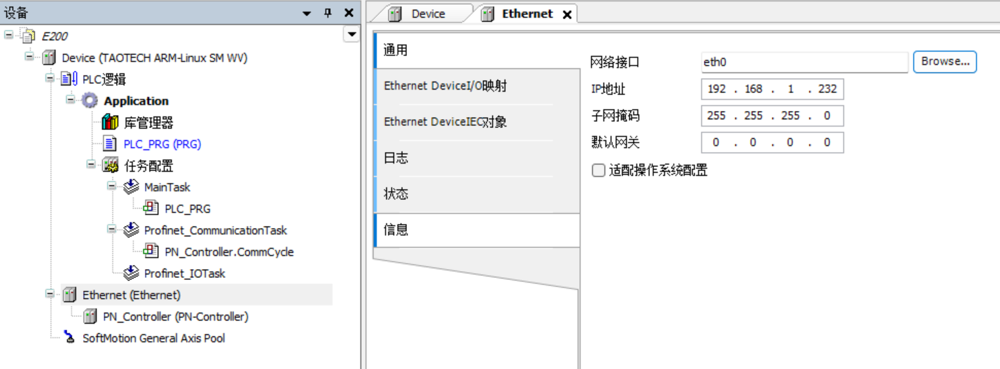 设备
E200
Device (TAOTECH ARM-Linux SM WV)
PLC逻辑
Application
库管理器
PLC_PRG (PRG)
任务配置
MainTask
PLC_PRG
Profinet_CommunicationTask
PN_Controller.CommCycle
Profinet_IOTask
Ethernet (Ethernet)
PN_Controller (PN-Controller)
SoftMotion General Axis Pool
Device
Ethernet
通用
Ethernet DeviceI/O映射
Ethernet DeviceIEC对象
日志
状态
信息
网络接口 eth0 Browse...
IP地址 192 . 168 . 1 . 232
子网掩码 255 . 255 . 255 . 0
默认网关 0 . 0 . 0 . 0
适配操作系统配置